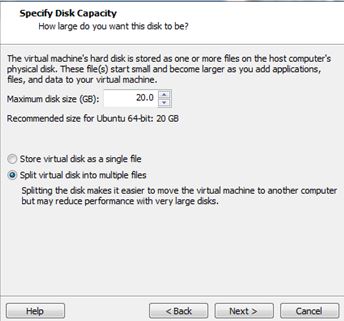 Specify Disk Capacity
How large do you want this disk to be?
The virtual machine's hard disk is stored as one or more files on the host computer's
physical disk. These file(s) start small and become larger as you add applications,
files, and data to your virtual machine.
Maximum disk size (GB): 20.0
Recommended size for Ubuntu 64-bit: 20 GB
Store virtual disk as a single file
Split virtual disk into multiple files
Splitting the disk makes it easier to move the virtual machine to another computer
but may reduce performance with very large disks.
Help < Back Next > Cancel